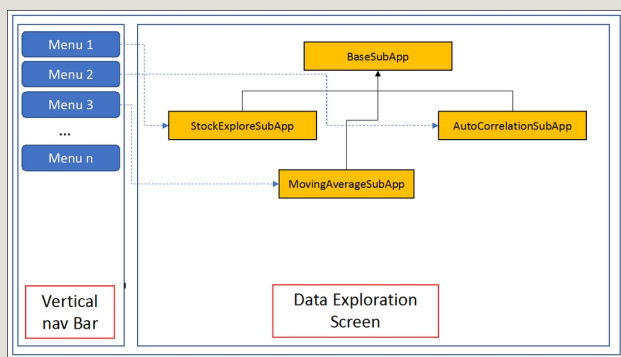 Menu 1
Menu 2
Menu 3
...
Menu n
BaseSubApp
StockExploreSubApp
AutoCorrelationSubApp
MovingAverageSubApp
Vertical
nav Bar
Data Exploration
Screen